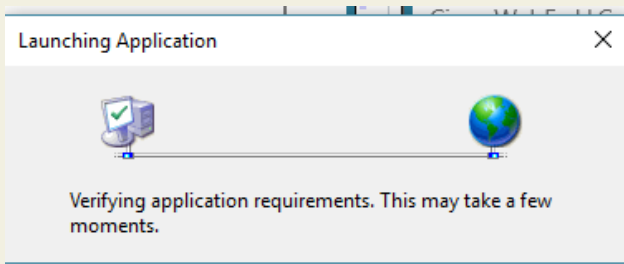 Launching Application
Verifying application requirements. This may take a few
moments.